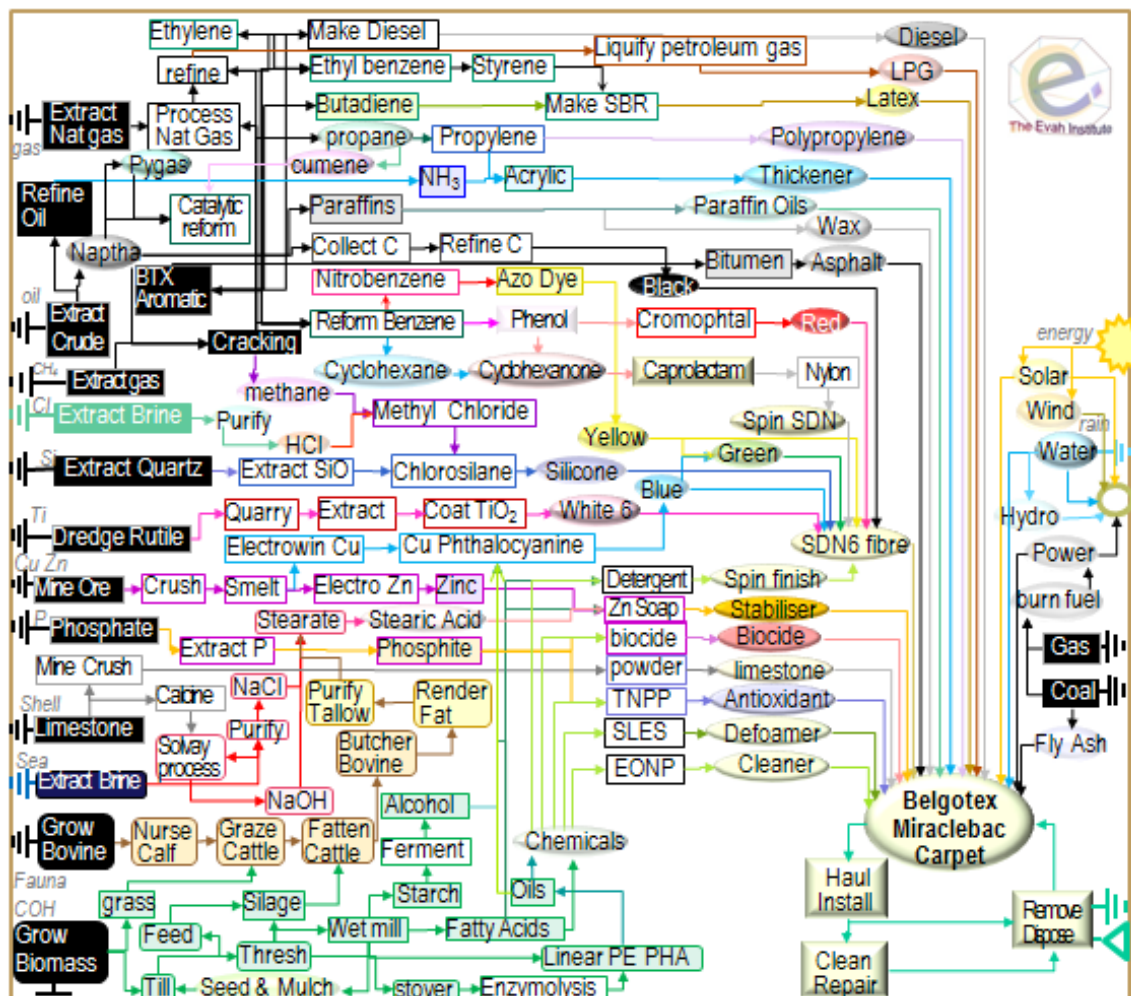 Ethylene
Make Diesel
Diesel
Liquify petroleum gas
refine
Ethyl benzene
Styrene
LPG
Extract
Nat gas
Process
Nat Gas
Butadiene
Make SBR
Latex
The Evah Institute
gas
propane
Propylene
Polypropylene
Pygas
cumene
NH₃
Acrylic
Thickener
Refine
Oil
Catalytic
reform
Paraffins
Paraffin Oils
Wax
Naptha
Collect C
Refine C
Bitumen
Asphalt
BTX
Aromatic
Nitrobenzene
Azo Dye
Black
oil
Extract
Crude
Reform Benzene
Phenol
Cromophtal
Red
Cracking
energy
CH₄
Extract gas
Cyclohexane
Cyclohexanone
Caprolactam
Nylon
Solar
methane
Cl
Extract Brine
Purify
Methyl Chloride
Spin SDN
Wind
HCl
Yellow
rain
Si
Extract Quartz
Extract SiO
Chlorosilane
Silicone
Green
Water
Blue
Ti
Dredge Rutile
Quarry
Extract
Coat TiO₂
White 6
Hydro
Electrowin Cu
Cu Phthalocyanine
SDN6 fibre
Power
Cu Zn
Mine Ore
Crush
Smelt
Electro Zn
Zinc
Detergent
Spin finish
burn fuel
Zn Soap
Stabiliser
P
Phosphate
Stearate
Stearic Acid
biocide
Biocide
Extract P
Phosphite
Gas
Mine Crush
powder
limestone
Calcine
NaCl
Purify
Tallow
Render
Fat
TNPP
Antioxidant
Coal
Shell
Limestone
Purify
SLES
Defoamer
Fly Ash
Solvay
process
Butcher
Bovine
Sea
Extract Brine
EONP
Cleaner
NaOH
Alcohol
Belgotex
Miraclebac
Carpet
Grow
Bovine
Nurse
Calf
Graze
Cattle
Fatten
Cattle
Ferment
Chemicals
Haul
Install
Fauna
COH
grass
Silage
Starch
Oils
Remove
Dispose
Grow
Biomass
Feed
Wet mill
Fatty Acids
Thresh
Linear PE PHA
Clean
Repair
Till
Seed & Mulch
stover
Enzymolysis